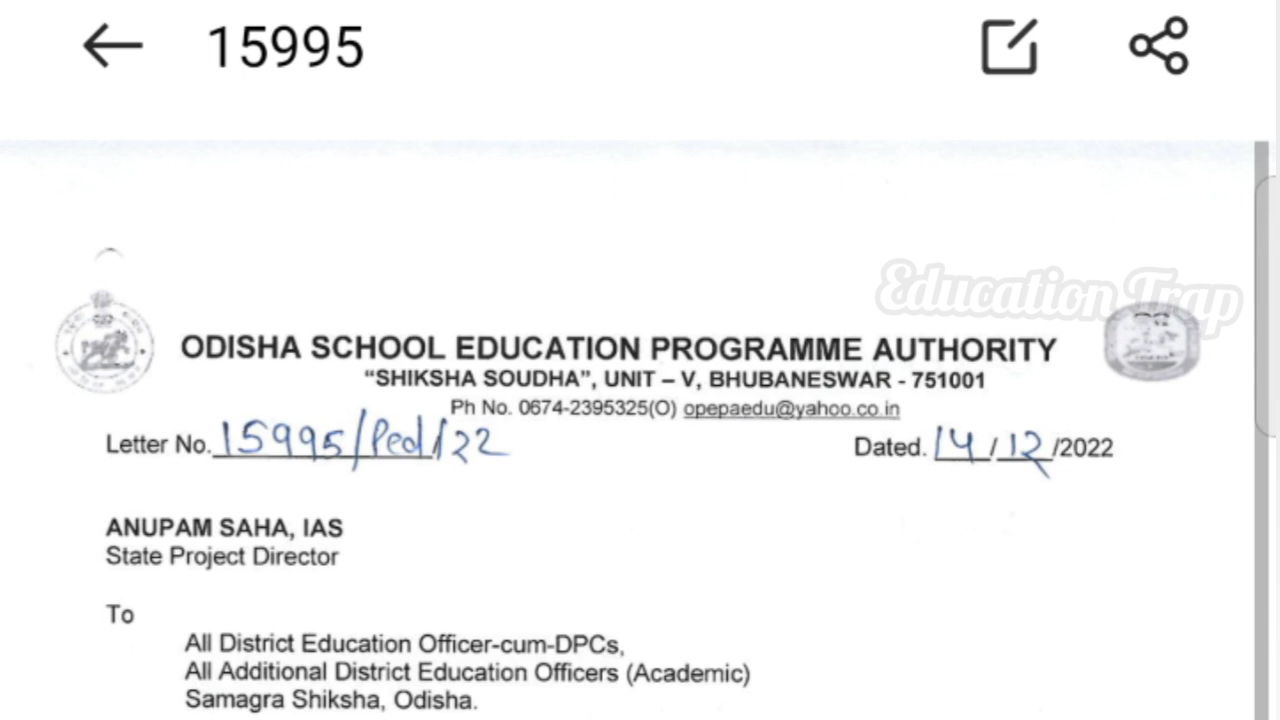 15995
Education Trap
ODISHA SCHOOL EDUCATION PROGRAMME AUTHORITY
“SHIKSHA SOUDHA”, UNIT – V, BHUBANESWAR - 751001
Ph No. 0674-2395325(O) opepaedu@yahoo.co.in
Letter No. 15995/Ped/22 Dated. 14/12/2022
ANUPAM SAHA, IAS
State Project Director
To
All District Education Officer-cum-DPCs,
All Additional District Education Officers (Academic)
Samagra Shiksha, Odisha.